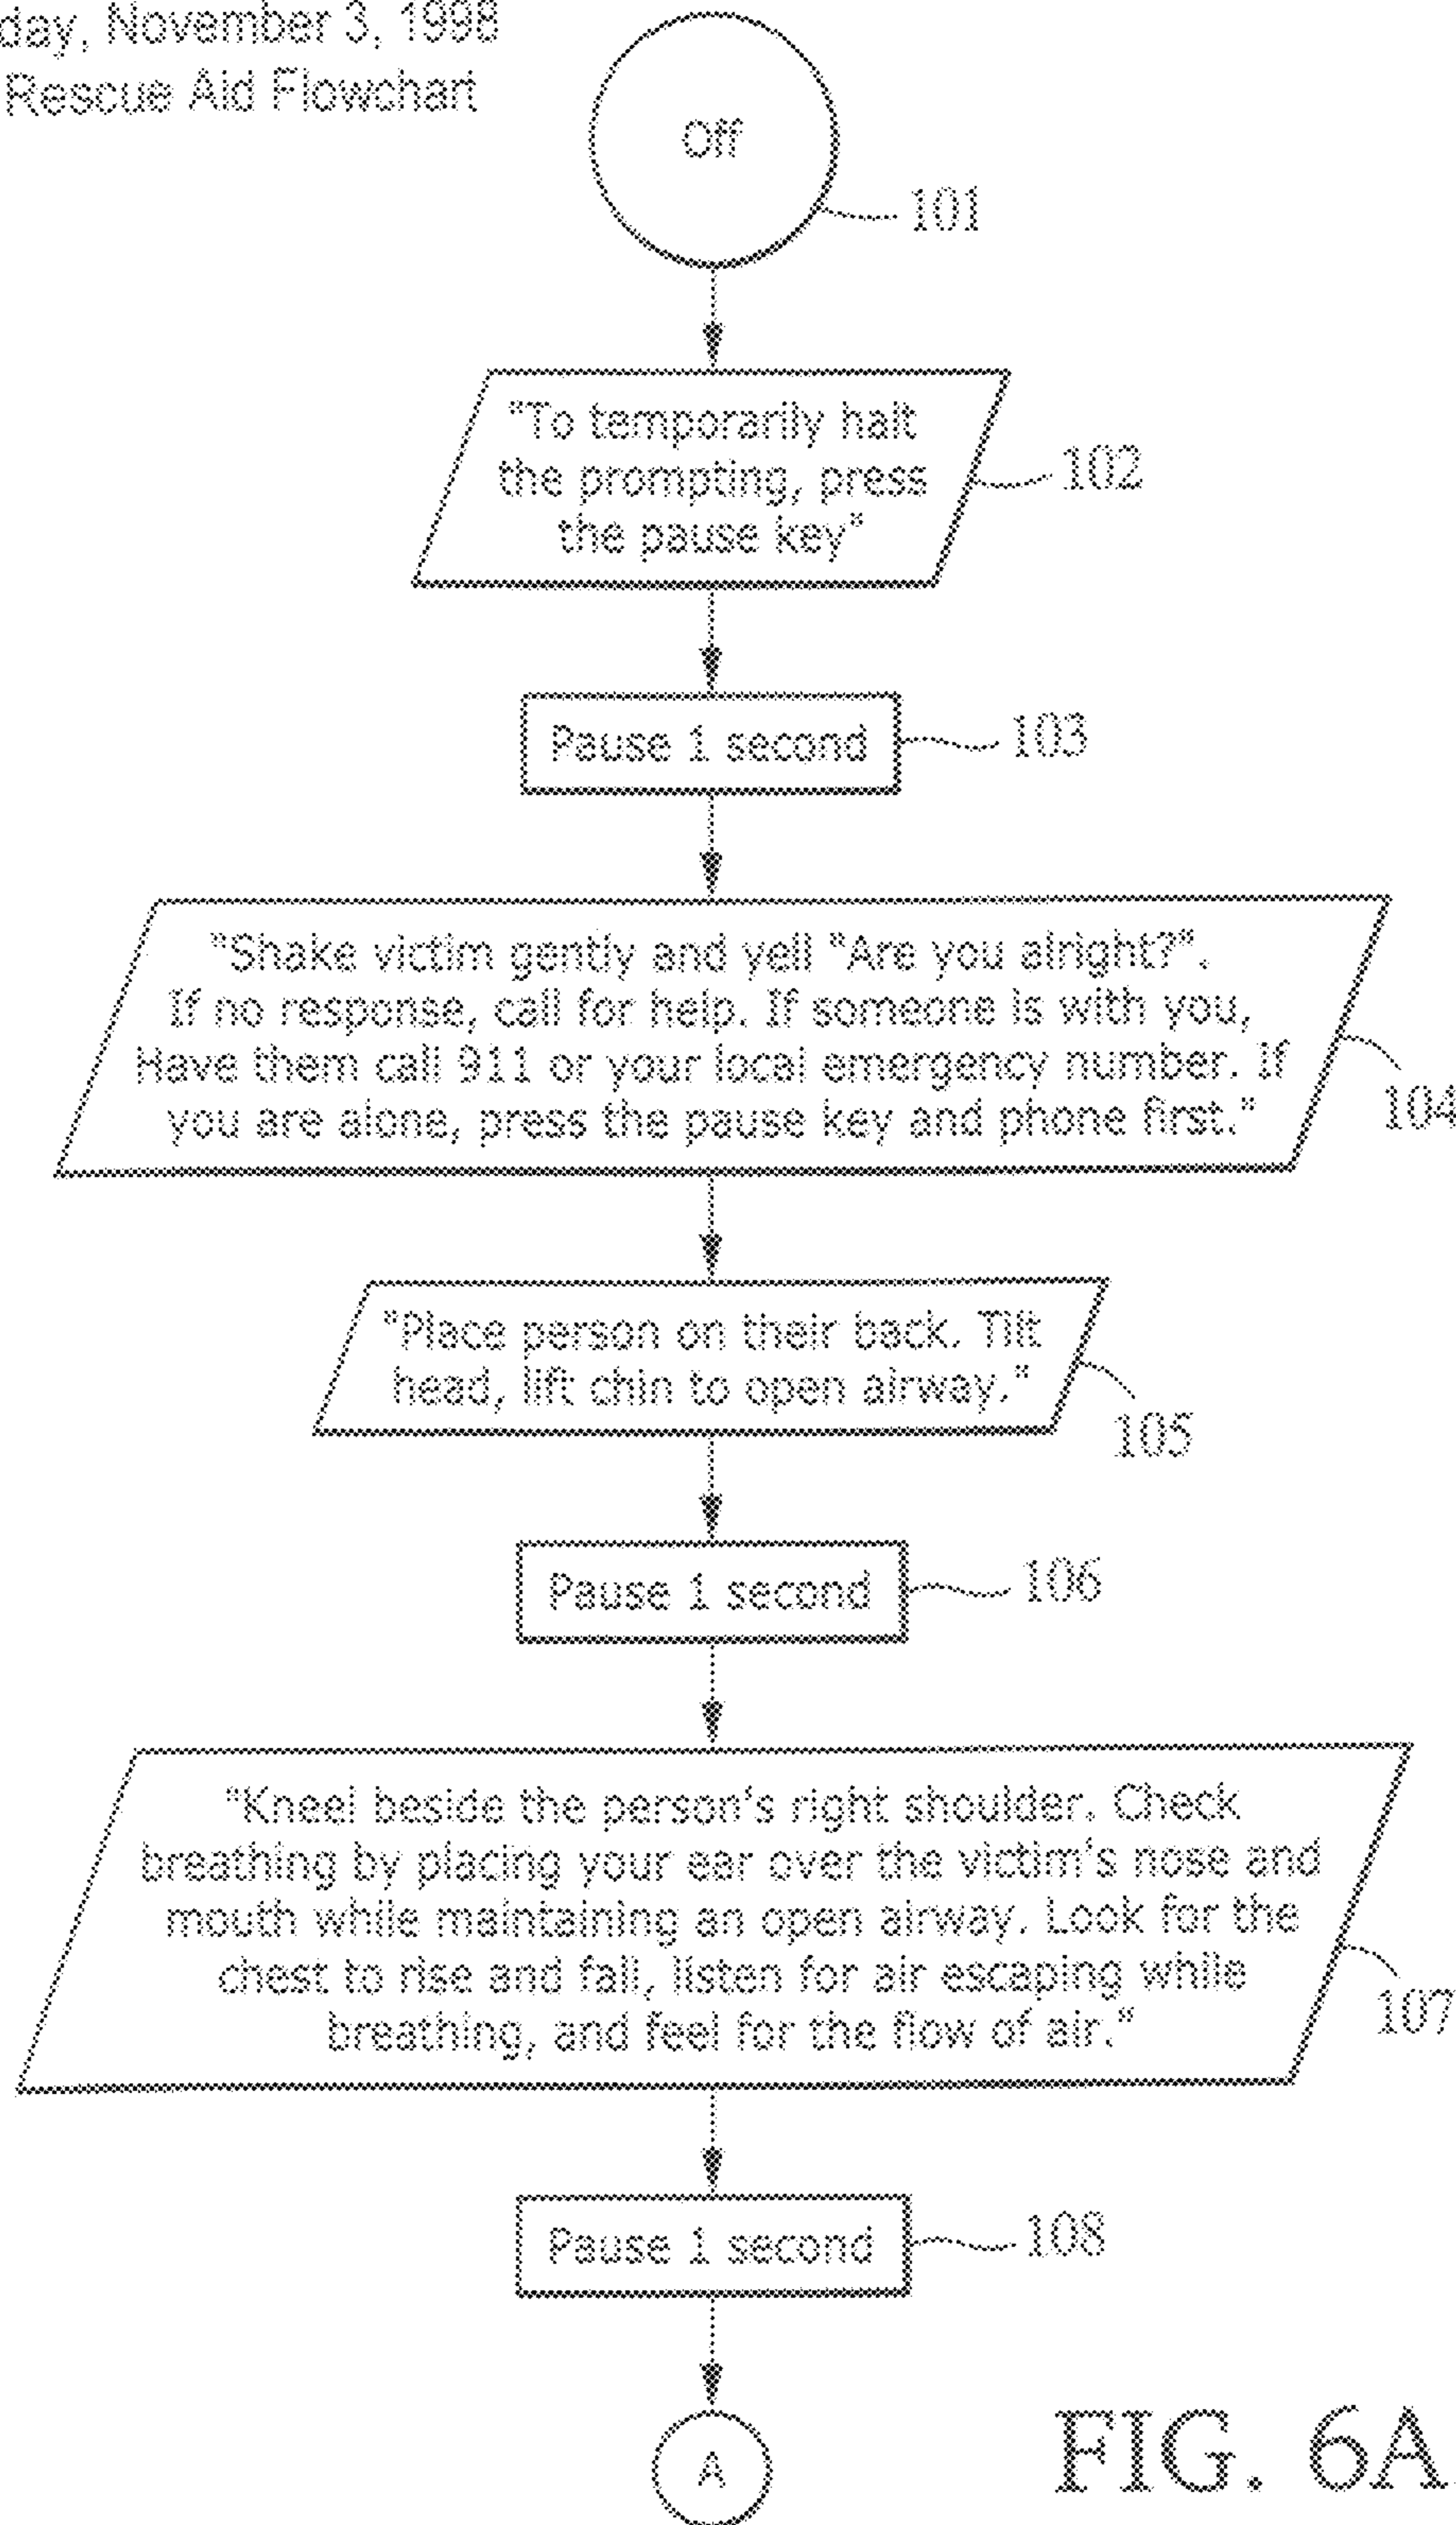 day, November 3, 1998
Rescue Aid Flowchart
Off
101
"To temporarily halt
the prompting, press
the pause key"
102
Pause 1 second
103
"Shake victim gently and yell "Are you alright?".
If no response, call for help. If someone is with you,
Have them call 911 or your local emergency number. If
you are alone, press the pause key and phone first."
104
"Place person on their back. Tilt
head, lift chin to open airway."
105
Pause 1 second
106
"Kneel beside the person's right shoulder. Check
breathing by placing your ear over the victim's nose and
mouth while maintaining an open airway. Look for the
chest to rise and fall, listen for air escaping while
breathing, and feel for the flow of air."
107
Pause 1 second
108
A
FIG. 6A